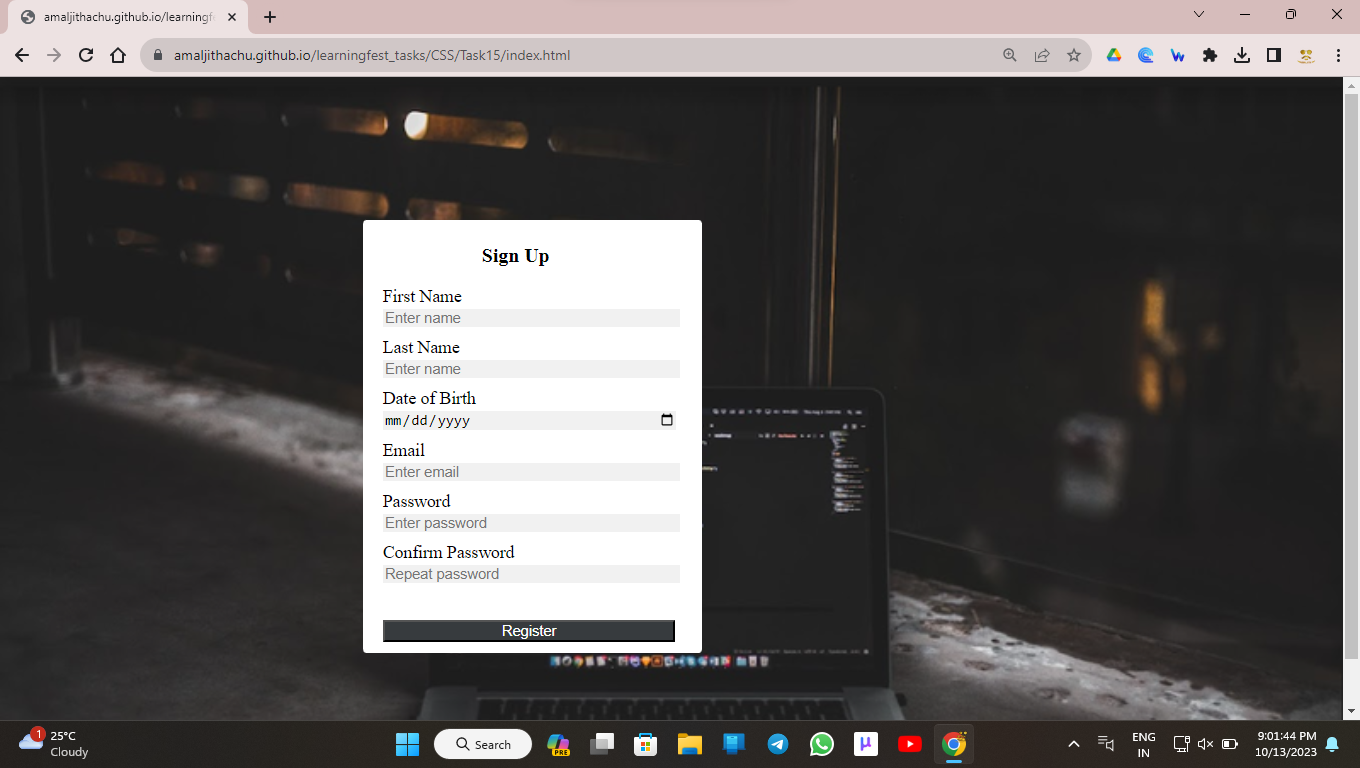 amaljithachu.github.io/learningf
amaljithachu.github.io/learningfest_tasks/CSS/Task15/index.html
Sign Up
First Name
Enter name
Last Name
Enter name
Date of Birth
mm/dd/yyyy
Email
Enter email
Password
Enter password
Confirm Password
Repeat password
Register
1
25°C
Cloudy
Search
PRE
ENG
IN
9:01:44 PM
10/13/2023